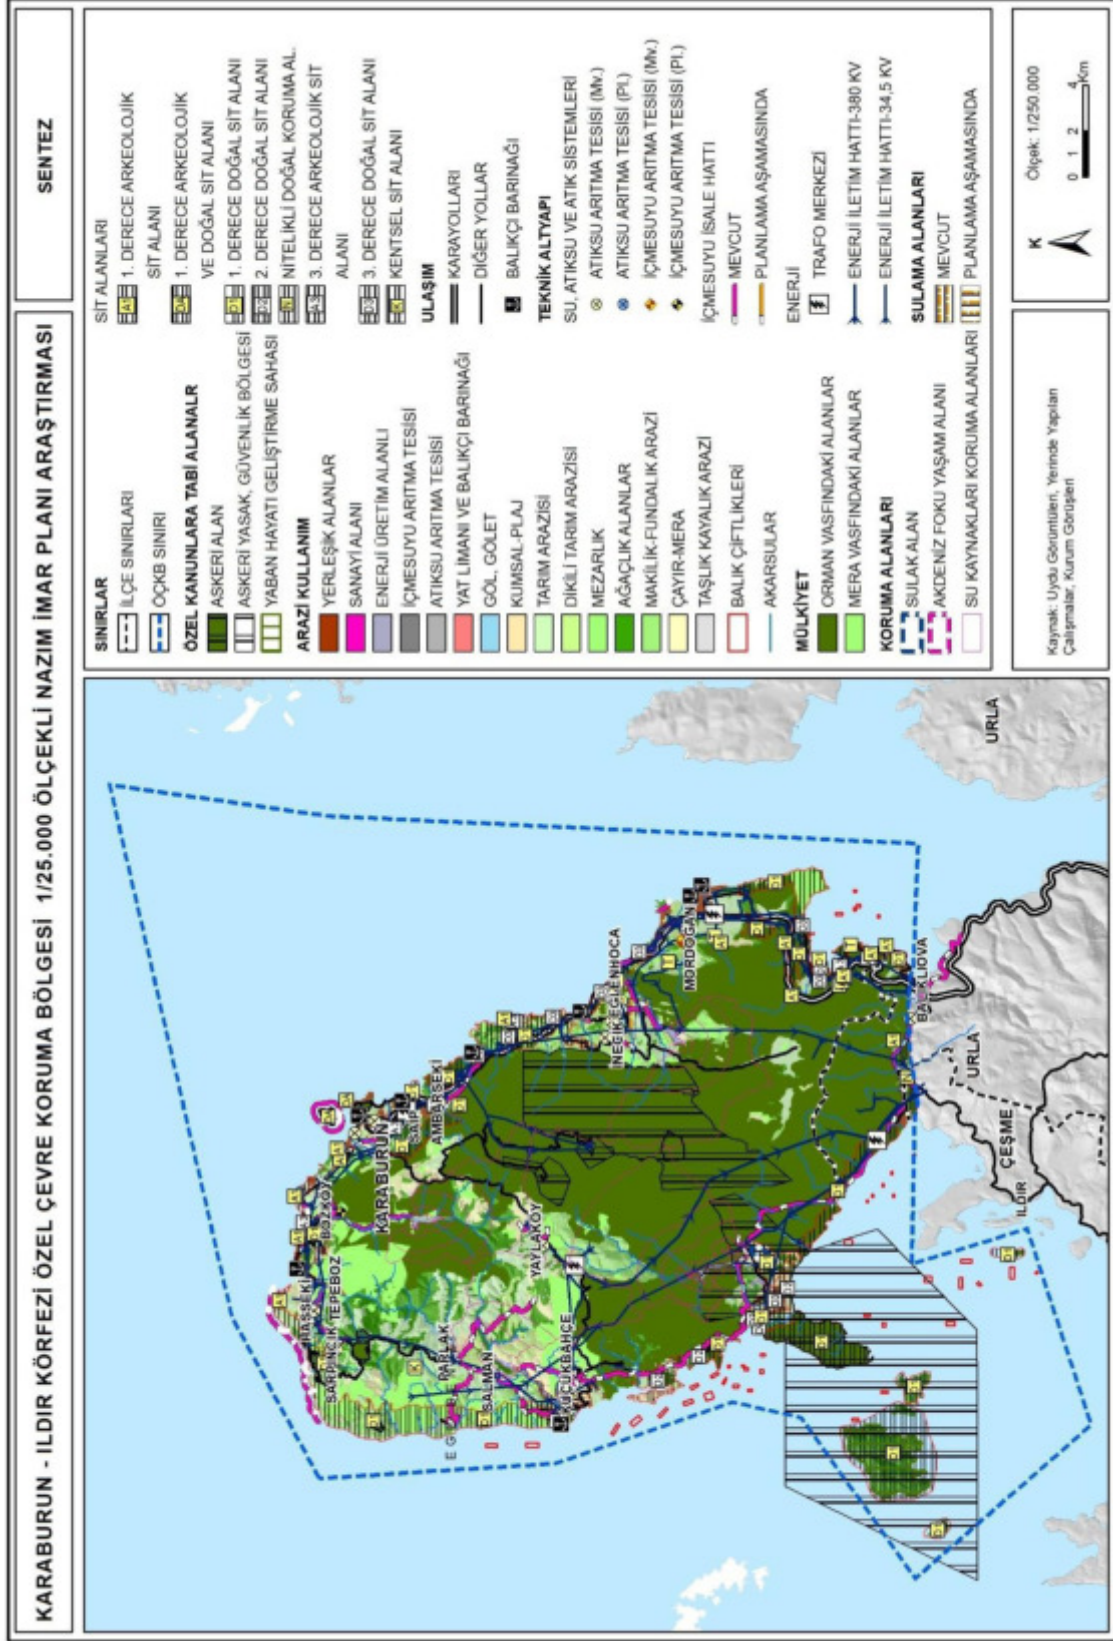 KARABURUN - ILDIR KÖRFEZİ ÖZEL ÇEVRE KORUMA BÖLGESİ 1/25.000 ÖLÇEKLİ NAZIM İMAR PLANI ARAŞTIRMASI
SENTEZ
SINIRLAR
İLÇE SINIRLARI
ÖÇKB SINIRI
ÖZEL KANUNLARA TABİ ALANALR
ASKERİ ALAN
ASKERİ YASAK, GÜVENLİK BÖLGESİ
YABAN HAYATI GELİŞTİRME SAHASI
ARAZİ KULLANIM
YERLEŞİK ALANLAR
SANAYİ ALANI
ENERJİ ÜRETİM ALANLI
İÇMESUYU ARITMA TESİSİ
ATIKSU ARITMA TESİSİ
YAT LİMANI VE BALIKÇI BARINAĞI
GÖL, GÖLET
KUMSAL-PLAJ
TARIM ARAZİSİ
DİKİLİ TARIM ARAZİSİ
MEZARLIK
AĞAÇLIK ALANLAR
MAKİLİK-FUNDALIK ARAZİ
ÇAYIR-MERA
TAŞLIK KAYALIK ARAZİ
BALIK ÇİFTLİKLERİ
AKARSULAR
MÜLKİYET
ORMAN VASFINDAKİ ALANLAR
MERA VASFINDAKİ ALANLAR
KORUMA ALANLARI
SULAK ALAN
AKDENİZ FOKU YAŞAM ALANI
SU KAYNAKLARI KORUMA ALANLARI
SİT ALANLARI
A1 1. DERECE ARKEOLOJİK
SİT ALANI
DA 1. DERECE ARKEOLOJİK
VE DOĞAL SİT ALANI
D1 1. DERECE DOĞAL SİT ALANI
D2 2. DERECE DOĞAL SİT ALANI
N NİTELİKLİ DOĞAL KORUMA AL.
A3 3. DERECE ARKEOLOJİK SİT
ALANI
D3 3. DERECE DOĞAL SİT ALANI
K KENTSEL SİT ALANI
ULAŞIM
KARAYOLLARI
DİĞER YOLLAR
BALIKÇI BARINAĞI
TEKNİK ALTYAPI
SU, ATIKSU VE ATIK SİSTEMLERİ
ATIKSU ARITMA TESİSİ (Mv.)
ATIKSU ARITMA TESİSİ (Pl.)
İÇMESUYU ARITMA TESİSİ (Mv.)
İÇMESUYU ARITMA TESİSİ (Pl.)
İÇMESUYU İSALE HATTI
MEVCUT
PLANLAMA AŞAMASINDA
ENERJİ
TRAFO MERKEZİ
ENERJİ İLETİM HATTI-380 KV
ENERJİ İLETİM HATTI-34,5 KV
SULAMA ALANLARI
MEVCUT
PLANLAMA AŞAMASINDA
Kaynak: Uydu Görüntüleri, Yerinde Yapılan
Çalışmalar, Kurum Görüşleri
K
Ölçek: 1/250.000
0 1 2 4
Km
HASSEKİ
SARPINCIK
TEPEBOZ
BOZKÖY
KARABURUN
SAİP
AMBARSEKİ
PARLAK
SALMAN
YAYLAKÖY
KÜÇÜKBAHÇE
İNECİK
EGLENHOCA
MORDOĞAN
BALIKLIOVA
URLA
ÇEŞME
ILDIR
URLA